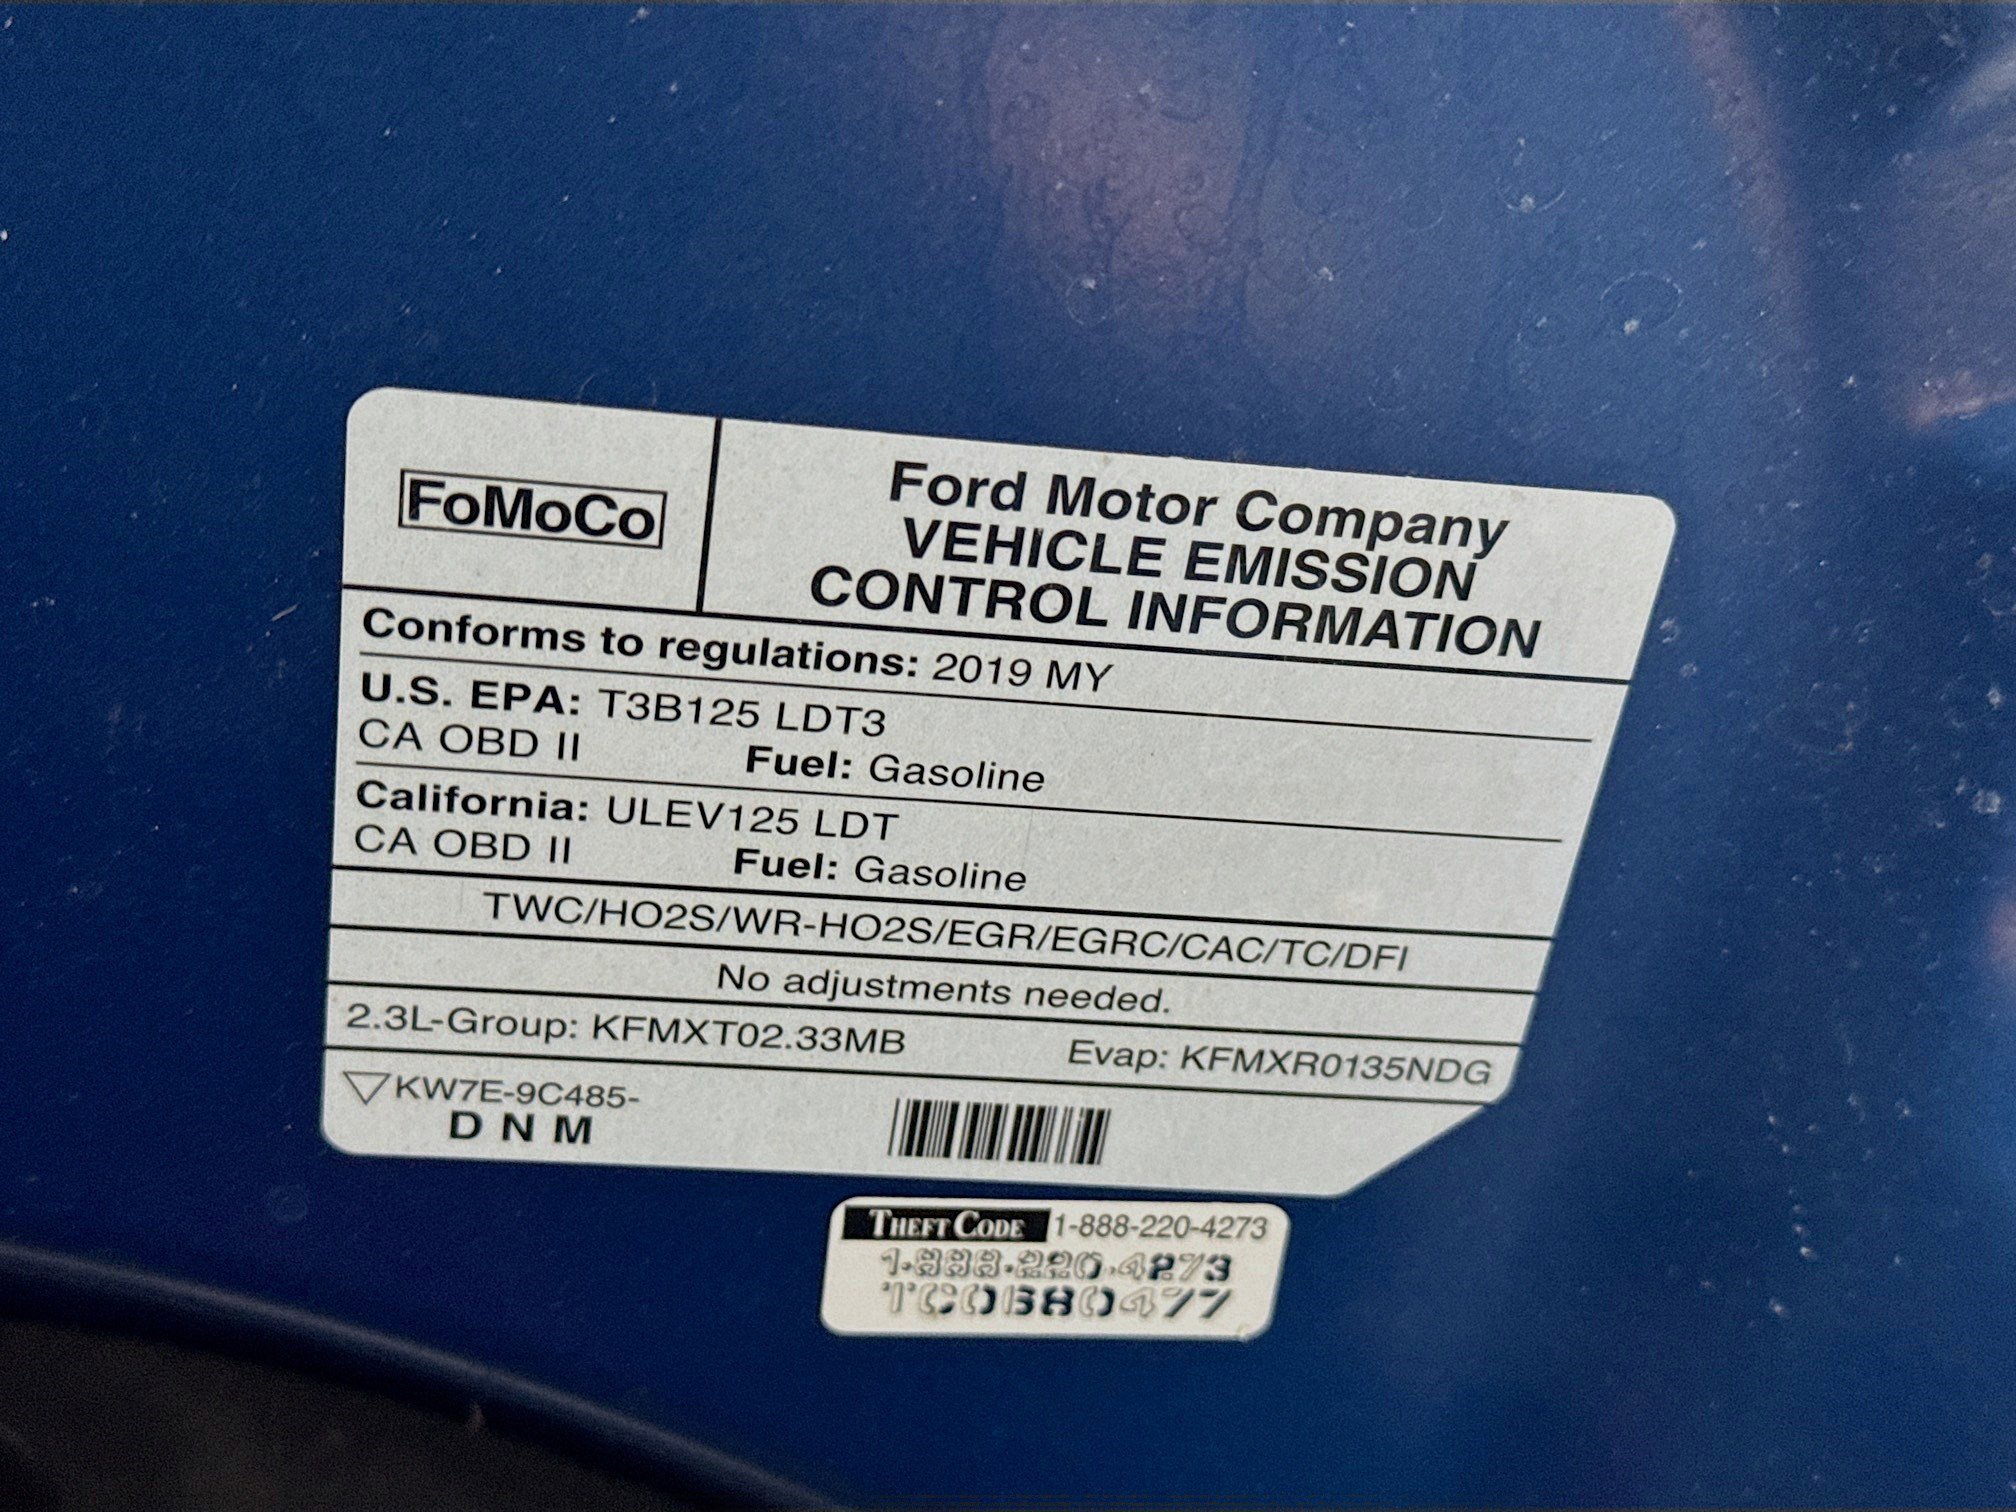 FoMoCo
Ford Motor Company
VEHICLE EMISSION
CONTROL INFORMATION
Conforms to regulations: 2019 MY
U.S. EPA: T3B125 LDT3
CA OBD II Fuel: Gasoline
California: ULEV125 LDT
CA OBD II Fuel: Gasoline
TWC/HO2S/WR-HO2S/EGR/EGRC/CAC/TC/DFI
No adjustments needed.
2.3L-Group: KFMXT02.33MB Evap: KFMXR0135NDG
KW7E-9C485-
D N M
THEFT CODE 1-888-220-4273
1-888-220-4273